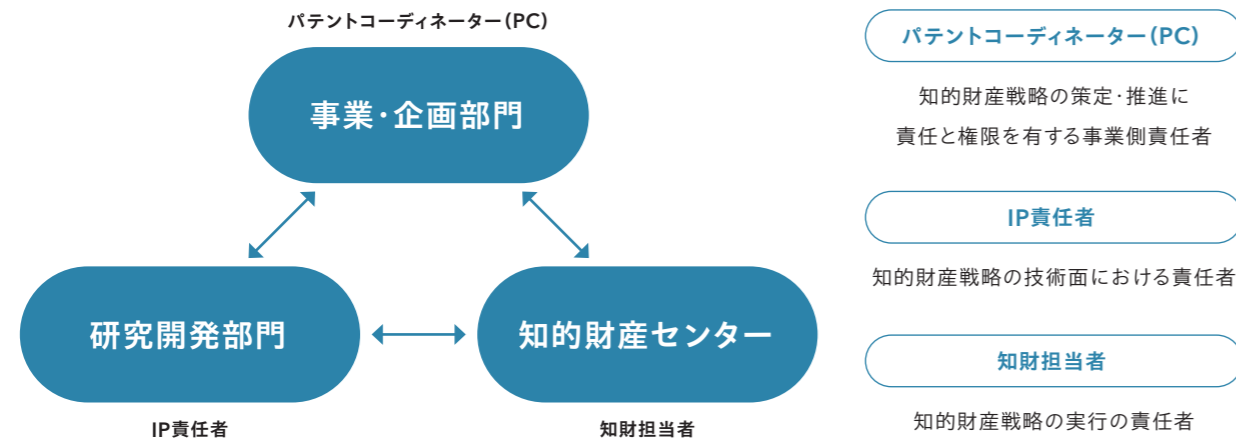 パテントコーディネーター(PC)
事業・企画部門
研究開発部門
知的財産センター
IP責任者
知財担当者
パテントコーディネーター(PC)
知的財産戦略の策定・推進に
責任と権限を有する事業側責任者
IP責任者
知的財産戦略の技術面における責任者
知財担当者
知的財産戦略の実行の責任者